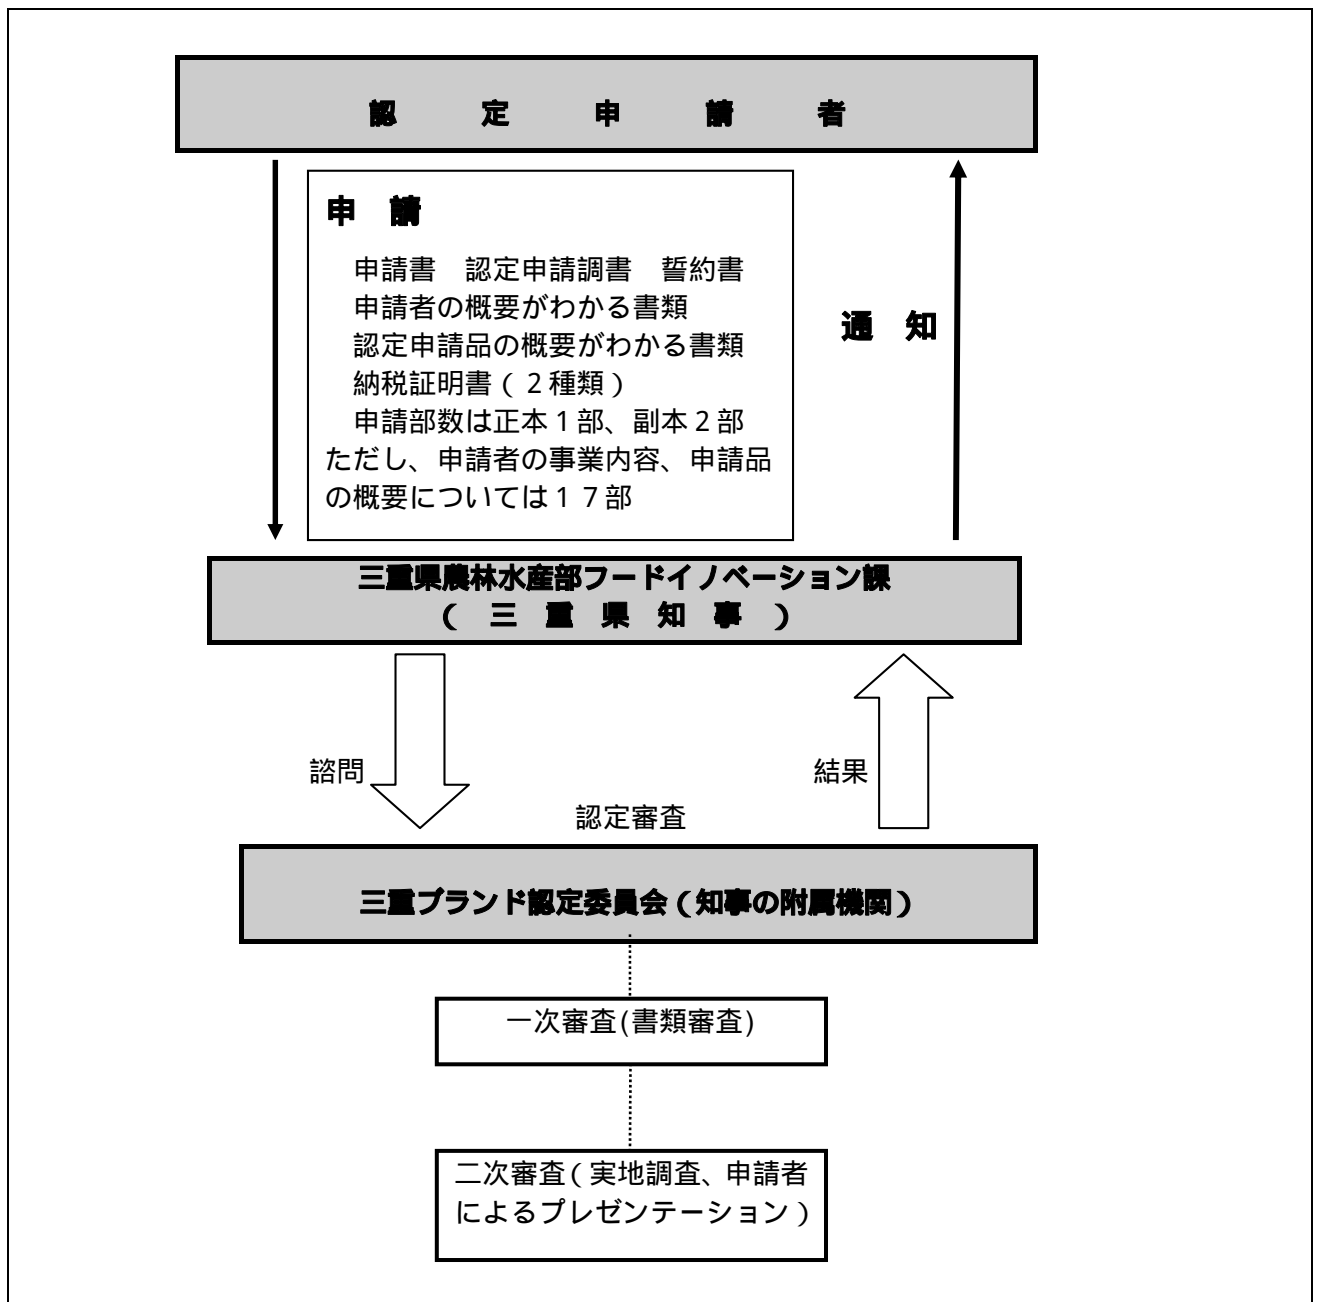 認　定　申　請　者
申　請
申請書　認定申請調書　誓約書
申請者の概要がわかる書類
認定申請品の概要がわかる書類
納税証明書（２種類）
申請部数は正本１部、副本２部
ただし、申請者の事業内容、申請品
の概要については１７部
通　知
三重県農林水産部フードイノベーション課
（　三　重　県　知　事　）
諮問
結果
認定審査
三重ブランド認定委員会（知事の附属機関）
一次審査(書類審査)
二次審査（実地調査、申請者
によるプレゼンテーション）